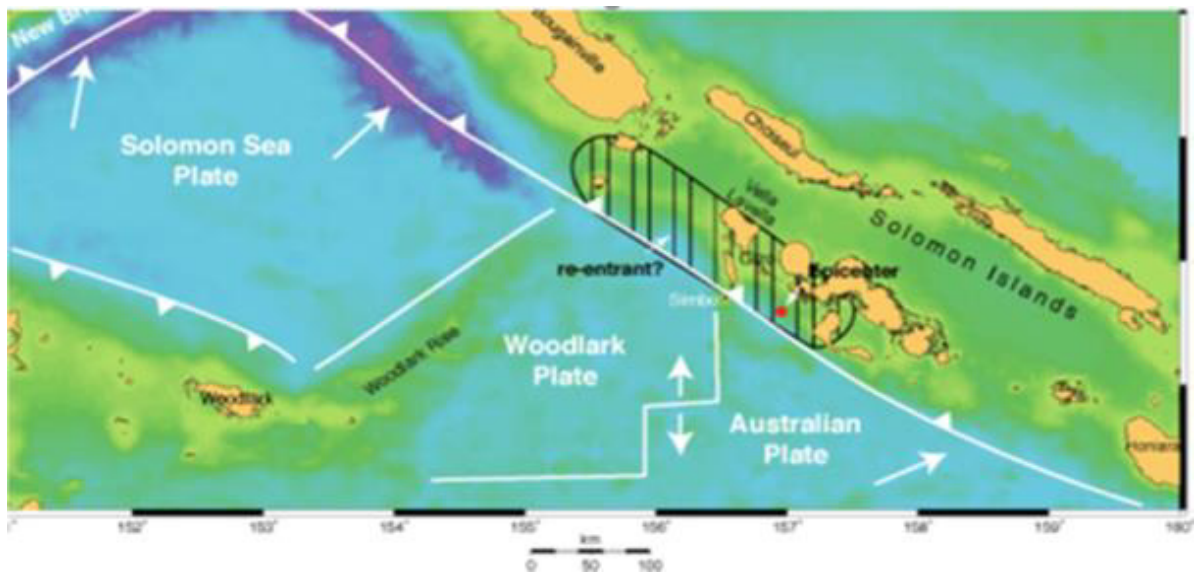 New Br
Bougainville
Choiseul
Solomon Sea
Plate
Vella
Lavella
Solomon Islands
re-entrant?
Epicenter
Simbo
Woodlark
Plate
Woodlark Rise
Woodlark
Australian
Plate
Honiara
152°
153°
154°
155°
156°
157°
158°
159°
160°
km
0 50 100